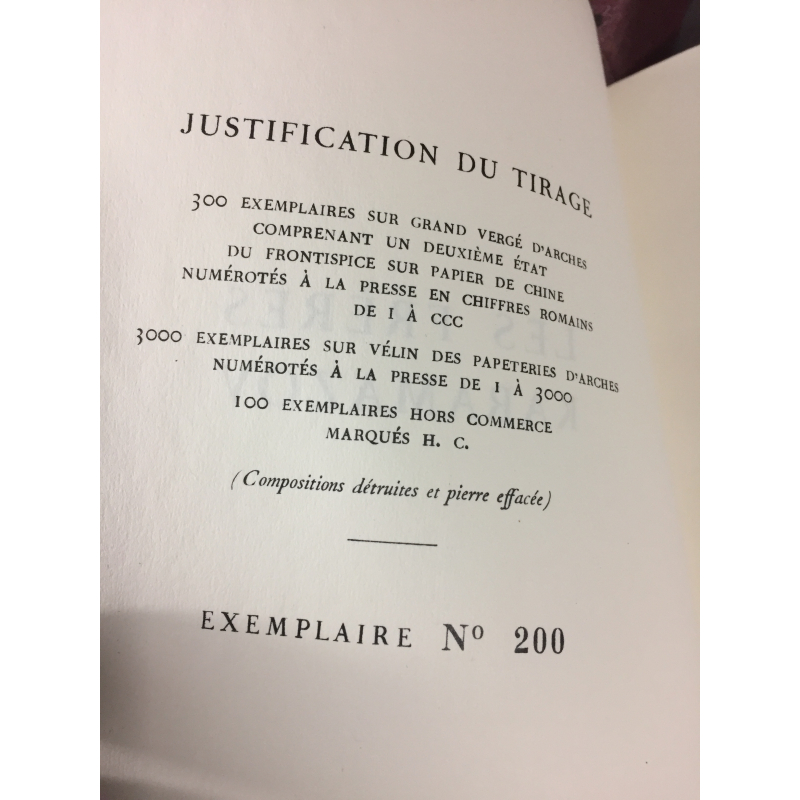 JUSTIFICATION DU TIRAGE
300 EXEMPLAIRES SUR GRAND VERGÉ D'ARCHES
COMPRENANT UN DEUXIÈME ÉTAT
DU FRONTISPICE SUR PAPIER DE CHINE
NUMÉROTÉS À LA PRESSE EN CHIFFRES ROMAINS
DE I À CCC
3000 EXEMPLAIRES SUR VÉLIN DES PAPETERIES D'ARCHES
NUMÉROTÉS À LA PRESSE DE 1 À 3000
100 EXEMPLAIRES HORS COMMERCE
MARQUÉS H. C.
(Compositions détruites et pierre effacée)
EXEMPLAIRE Nº 200